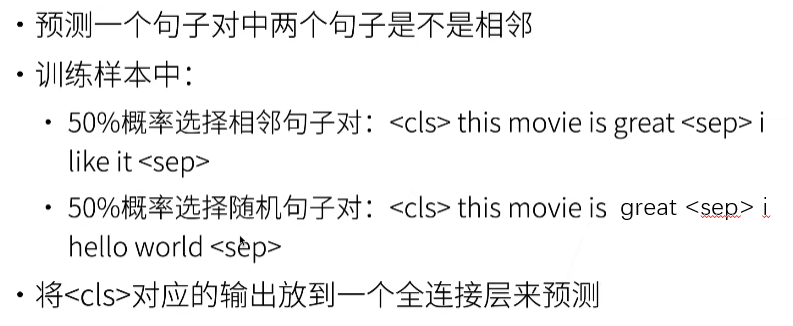 • 预测一个句子对中两个句子是不是相邻
• 训练样本中：
• 50%概率选择相邻句子对：<cls> this movie is great <sep> i
like it <sep>
• 50%概率选择随机句子对：<cls> this movie is great <sep> i
hello world <sep>
• 将<cls>对应的输出放到一个全连接层来预测